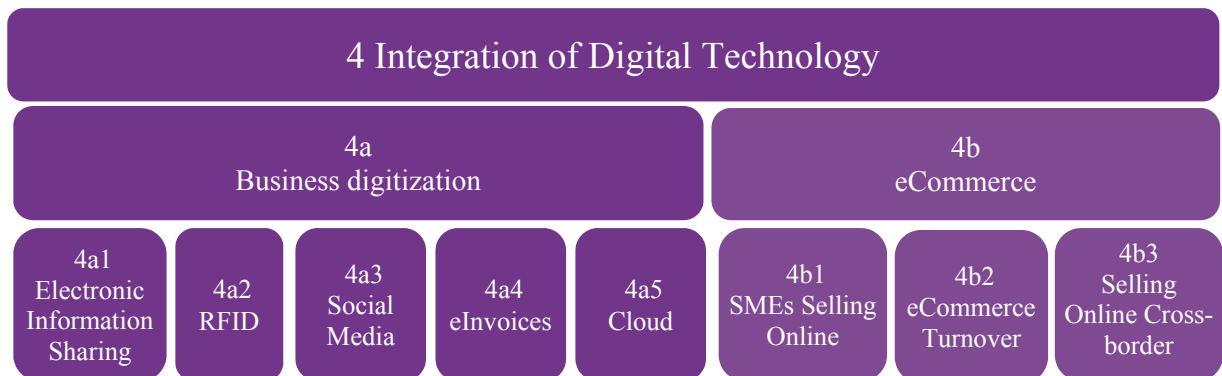 4 Integration of Digital Technology
4a
Business digitization
4b
eCommerce
4a1
Electronic
Information
Sharing
4a2
RFID
4a3
Social
Media
4a4
eInvoices
4a5
Cloud
4b1
SMEs Selling
Online
4b2
eCommerce
Turnover
4b3
Selling
Online Cross-
border